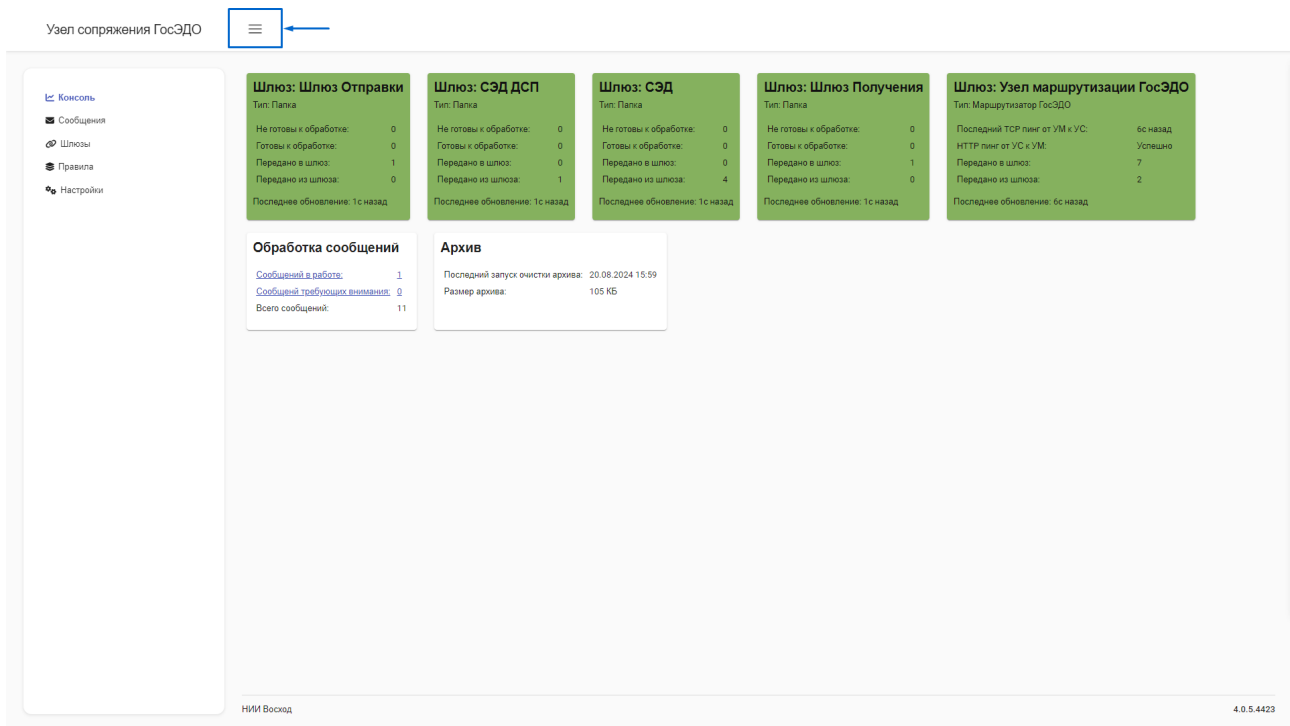 Узел сопряжения ГосЭДО
Консоль
Сообщения
Шлюзы
Правила
Настройки
Шлюз: Шлюз Отправки
Тип: Папка
Не готовы к обработке: 0
Готовы к обработке: 0
Передано в шлюз: 1
Передано из шлюза: 0
Последнее обновление: 1с назад
Шлюз: СЭД ДСП
Тип: Папка
Не готовы к обработке: 0
Готовы к обработке: 0
Передано в шлюз: 0
Передано из шлюза: 1
Последнее обновление: 1с назад
Шлюз: СЭД
Тип: Папка
Не готовы к обработке: 0
Готовы к обработке: 0
Передано в шлюз: 0
Передано из шлюза: 4
Последнее обновление: 1с назад
Шлюз: Шлюз Получения
Тип: Папка
Не готовы к обработке: 0
Готовы к обработке: 0
Передано в шлюз: 1
Передано из шлюза: 0
Последнее обновление: 1с назад
Шлюз: Узел маршрутизации ГосЭДО
Тип: Маршрутизатор ГосЭДО
Последний TCP пинг от УМ к УС: 6с назад
HTTP пинг от УС к УМ: Успешно
Передано в шлюз: 7
Передано из шлюза: 2
Последнее обновление: 6с назад
Обработка сообщений
Сообщений в работе: 1
Сообщенй требующих внимания: 0
Всего сообщений: 11
Архив
Последний запуск очистки архива: 20.08.2024 15:59
Размер архива: 105 КБ
НИИ Восход
4.0.5.4423